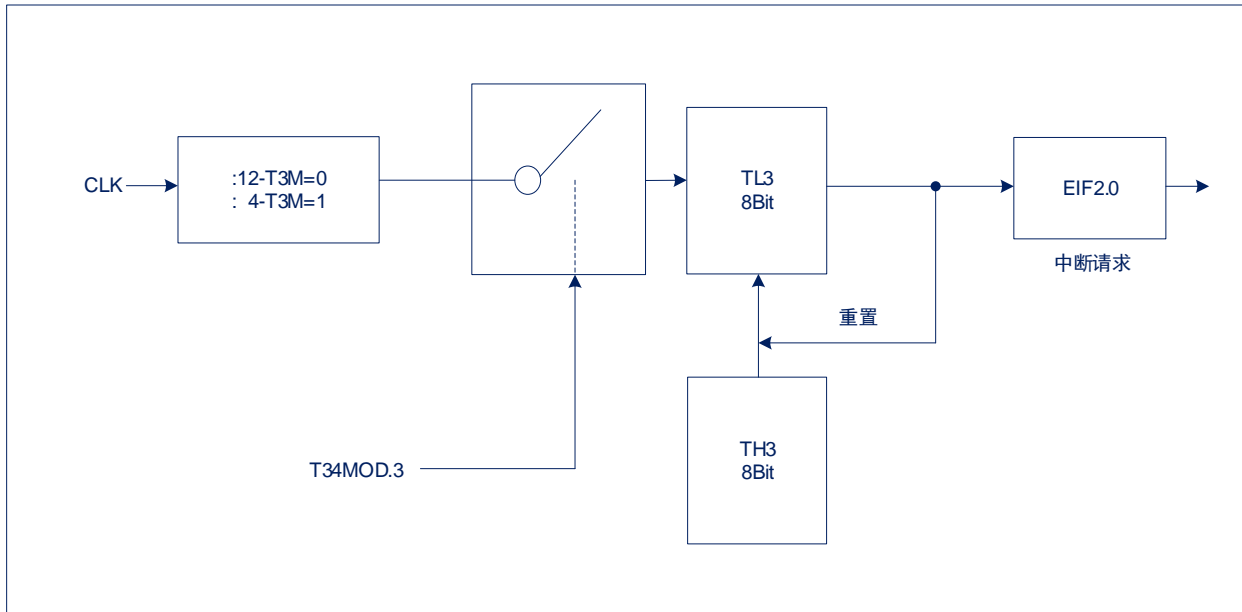 CLK
:12-T3M=0
: 4-T3M=1
TL3
8Bit
EIF2.0
中断请求
重置
TH3
8Bit
T34MOD.3